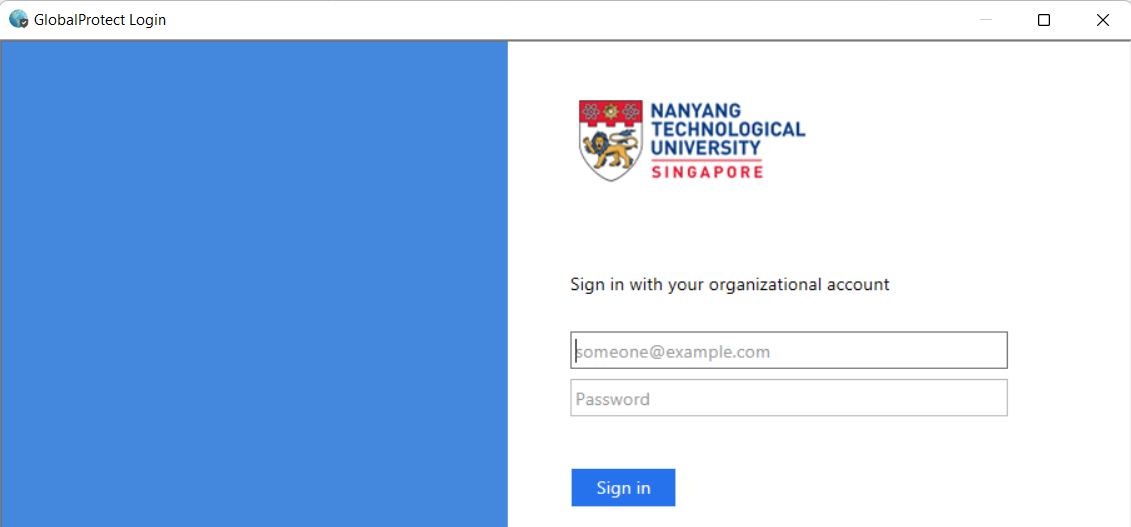 GlobalProtect Login
NANYANG
TECHNOLOGICAL
UNIVERSITY
SINGAPORE
Sign in with your organizational account
someone@example.com
Password
Sign in